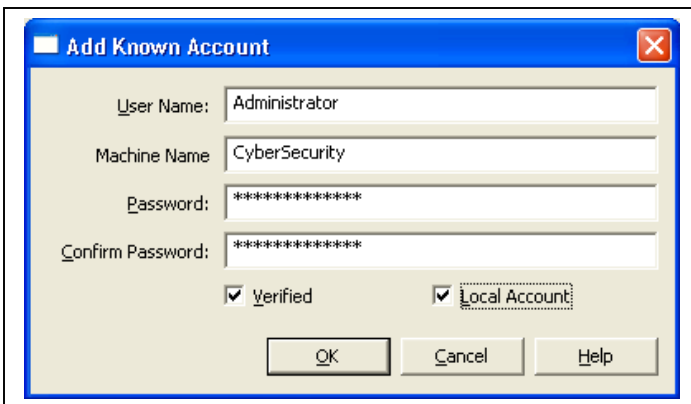 Add Known Account
User Name: Administrator
Machine Name CyberSecurity
Password: *************
Confirm Password: *************
Verified Local Account
OK Cancel Help